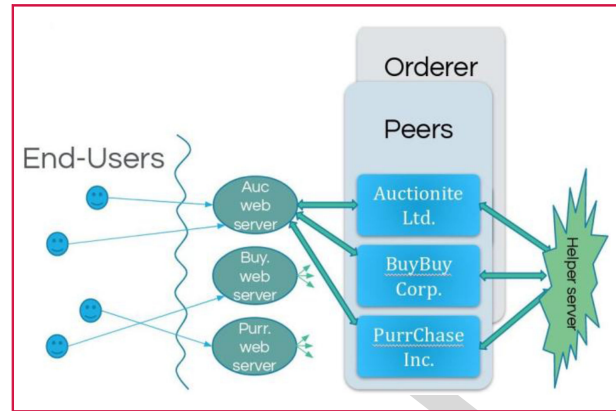 Orderer
Peers
End-Users
Auc
web
server
Auctionite
Ltd.
Buy.
web
server
BuyBuy
Corp.
Helper server
Purr.
web
server
PurrChase
Inc.